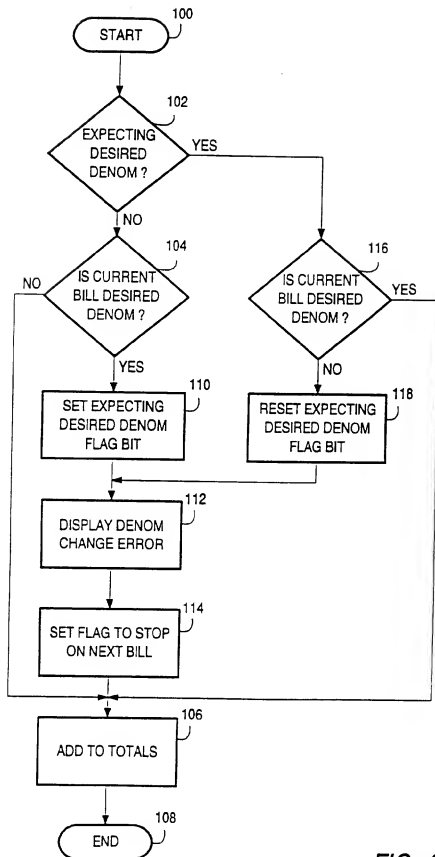 100
START
102
EXPECTING
DESIRED
DENOM ?
YES
NO
104
116
NO
IS CURRENT
BILL DESIRED
DENOM ?
IS CURRENT
BILL DESIRED
DENOM ?
YES
YES
NO
110
118
SET EXPECTING
DESIRED DENOM
FLAG BIT
RESET EXPECTING
DESIRED DENOM
FLAG BIT
112
DISPLAY DENOM
CHANGE ERROR
114
SET FLAG TO STOP
ON NEXT BILL
106
ADD TO TOTALS
108
END
FIG.